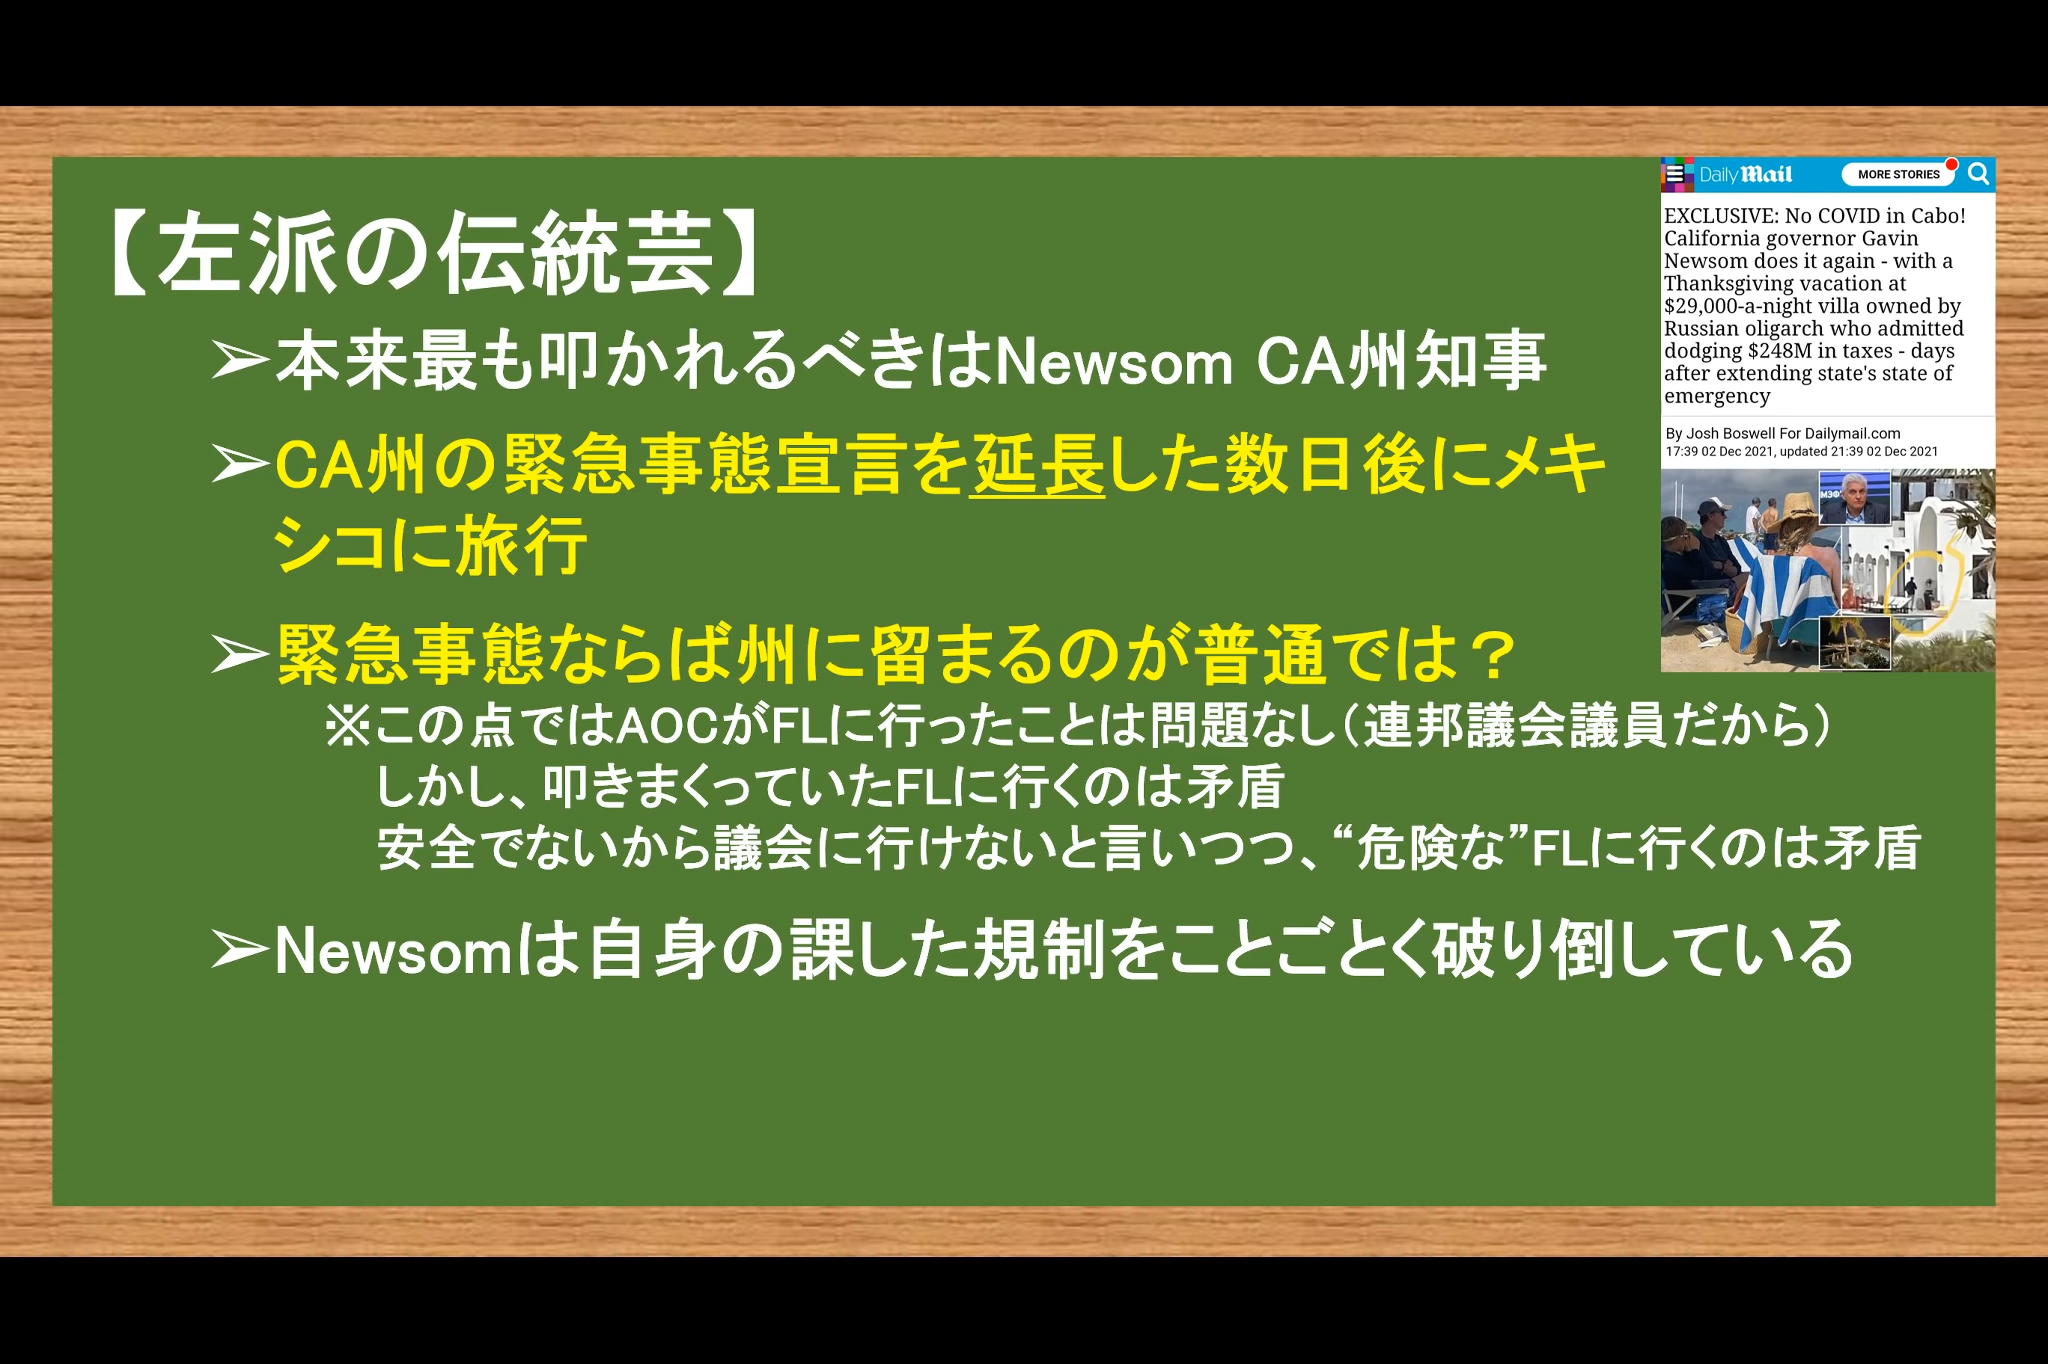 【左派の伝統芸】
➢本来最も叩かれるべきはNewsom CA州知事
➢CA州の緊急事態宣言を延長した数日後にメキ
シコに旅行
➢緊急事態ならば州に留まるのが普通では？
※この点ではAOCがFLに行ったことは問題なし（連邦議会議員だから）
しかし、叩きまくっていたFLに行くのは矛盾
安全でないから議会に行けないと言いつつ、“危険な”FLに行くのは矛盾
➢Newsomは自身の課した規制をことごとく破り倒している
Daily Mail
MORE STORIES
EXCLUSIVE: No COVID in Cabo!
California governor Gavin
Newsom does it again - with a
Thanksgiving vacation at
$29,000-a-night villa owned by
Russian oligarch who admitted
dodging $248M in taxes - days
after extending state's state of
emergency
By Josh Boswell For Dailymail.com
17:39 02 Dec 2021, updated 21:39 02 Dec 2021